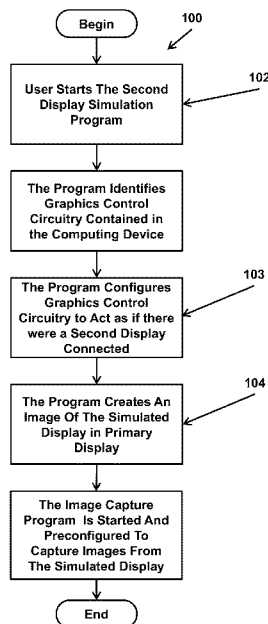 Begin
100
User Starts The Second
Display Simulation
Program
102
The Program Identifies
Graphics Control
Circuitry Contained in
the Computing Device
The Program Configures
Graphics Control
Circuitry to Act as if there
were a Second Display
Connected
103
The Program Creates An
Image Of The Simulated
Display in Primary
Display
104
The Image Capture
Program Is Started And
Preconfigured To
Capture Images From
The Simulated Display
End